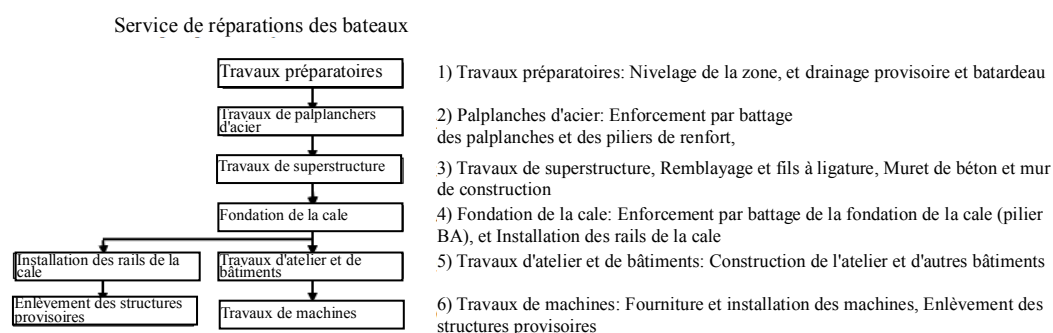 Service de réparations des bateaux
Travaux préparatoires
Travaux de palplanchers
d'acier
Travaux de superstructure
Fondation de la cale
Installation des rails de la
cale
Travaux d'atelier et de
bâtiments
Enlèvement des structures
provisoires
Travaux de machines
1) Travaux préparatoires: Nivelage de la zone, et drainage provisoire et batardeau
2) Palplanches d'acier: Enforcement par battage
des palplanches et des piliers de renfort,
3) Travaux de superstructure, Remblayage et fils à ligature, Muret de béton et mur
de construction
4) Fondation de la cale: Enforcement par battage de la fondation de la cale (pilier
BA), et Installation des rails de la cale
5) Travaux d'atelier et de bâtiments: Construction de l'atelier et d'autres bâtiments
6) Travaux de machines: Fourniture et installation des machines, Enlèvement des
structures provisoires